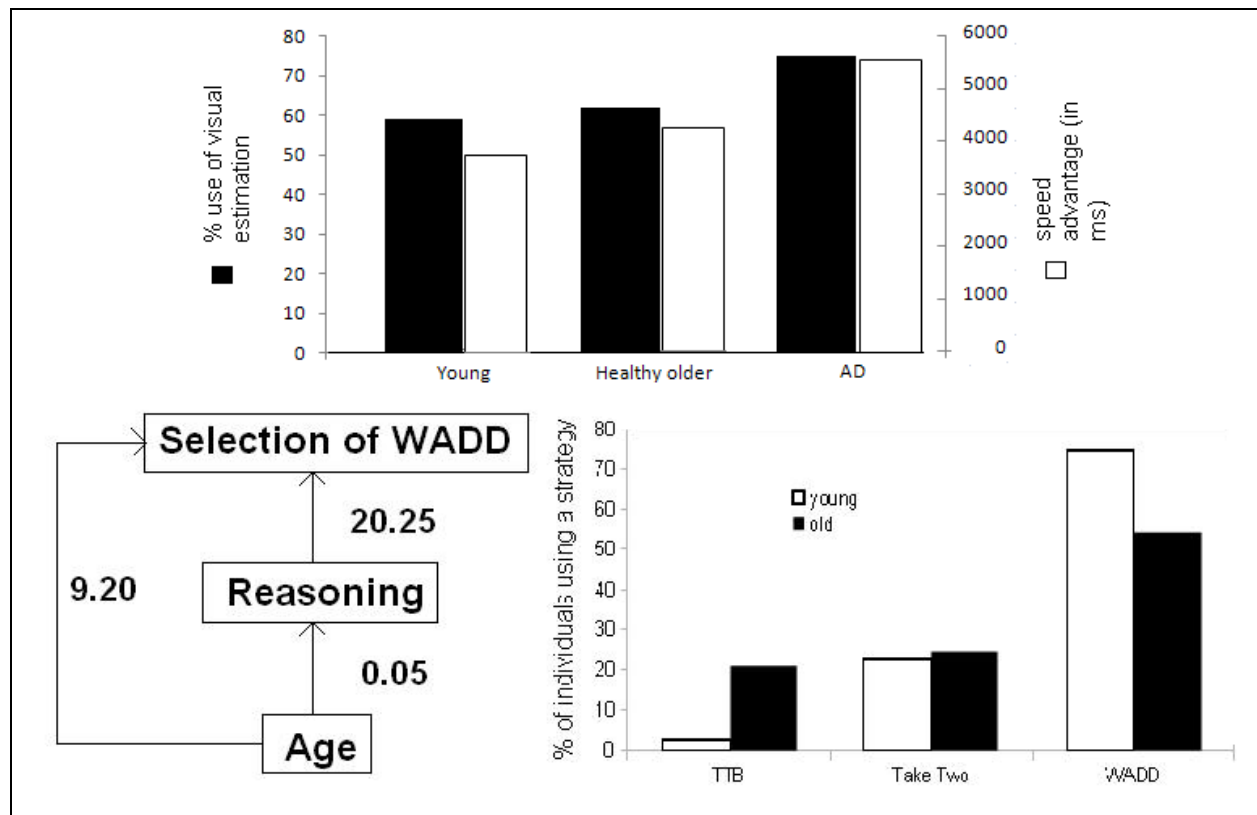 80
70
60
50
40
30
20
10
0
% use of visual
estimation
6000
5000
4000
3000
2000
1000
0
speed
advantage (in
ms)
Young
Healthy older
AD
Selection of WADD
20.25
9.20
Reasoning
0.05
Age
% of individuals using a strategy
80
70
60
50
40
30
20
10
0
young
old
TTB
Take Two
WADD